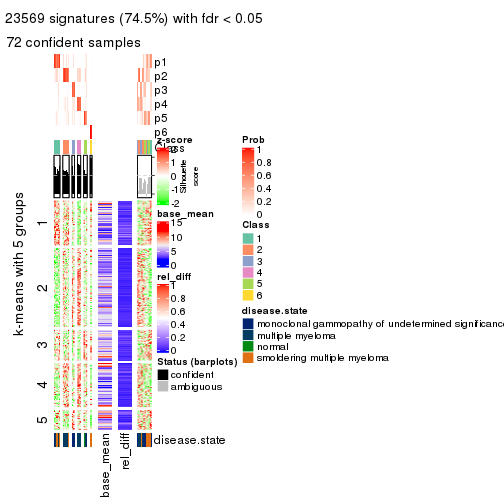 23569 signatures (74.5%) with fdr < 0.05
72 confident samples
p1
p2
p3
p4
p5
p6
Class
Silhouette
score
k-means with 5 groups
1
2
3
4
5
base_mean
rel_diff
disease.state
z-score
2
1
0
-1
-2
base_mean
15
10
5
0
rel_diff
1
0.8
0.6
0.4
0.2
0
Status (barplots)
confident
ambiguous
Prob
1
0.8
0.6
0.4
0.2
0
Class
1
2
3
4
5
6
disease.state
monoclonal gammopathy of undetermined significance
multiple myeloma
normal
smoldering multiple myeloma